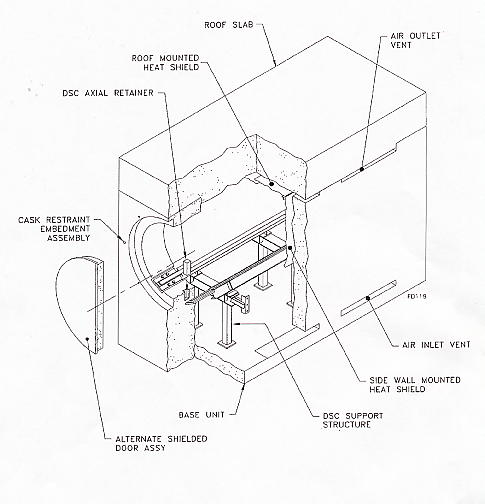 ROOF SLAB
AIR OUTLET
VENT
ROOF MOUNTED
HEAT SHIELD
DSC AXIAL RETAINER
CASK RESTRAINT
EMBEDMENT
ASSEMBLY
FD119
AIR INLET VENT
SIDE WALL MOUNTED
HEAT SHIELD
BASE UNIT
DSC SUPPORT
STRUCTURE
ALTERNATE SHIELDED
DOOR ASSY